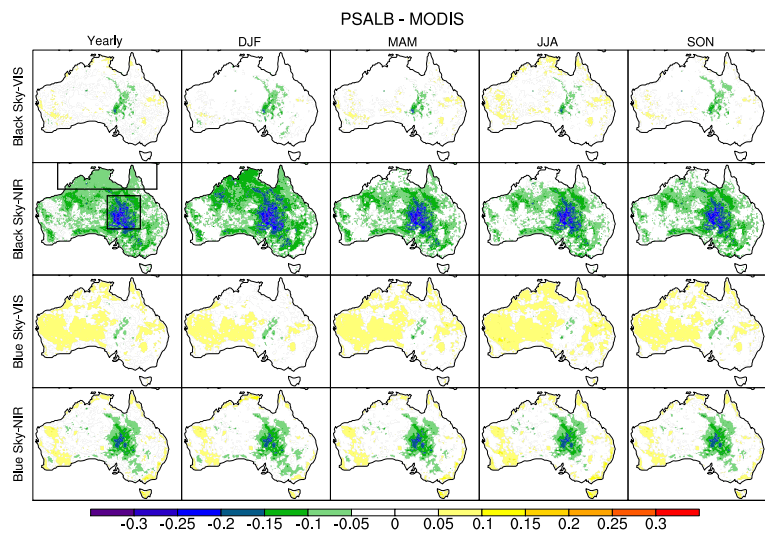 PSALB - MODIS
Yearly DJF MAM JJA SON
Black Sky-VIS
Black Sky-NIR
Blue Sky-VIS
Blue Sky-NIR
-0.3 -0.25 -0.2 -0.15 -0.1 -0.05 0 0.05 0.1 0.15 0.2 0.25 0.3